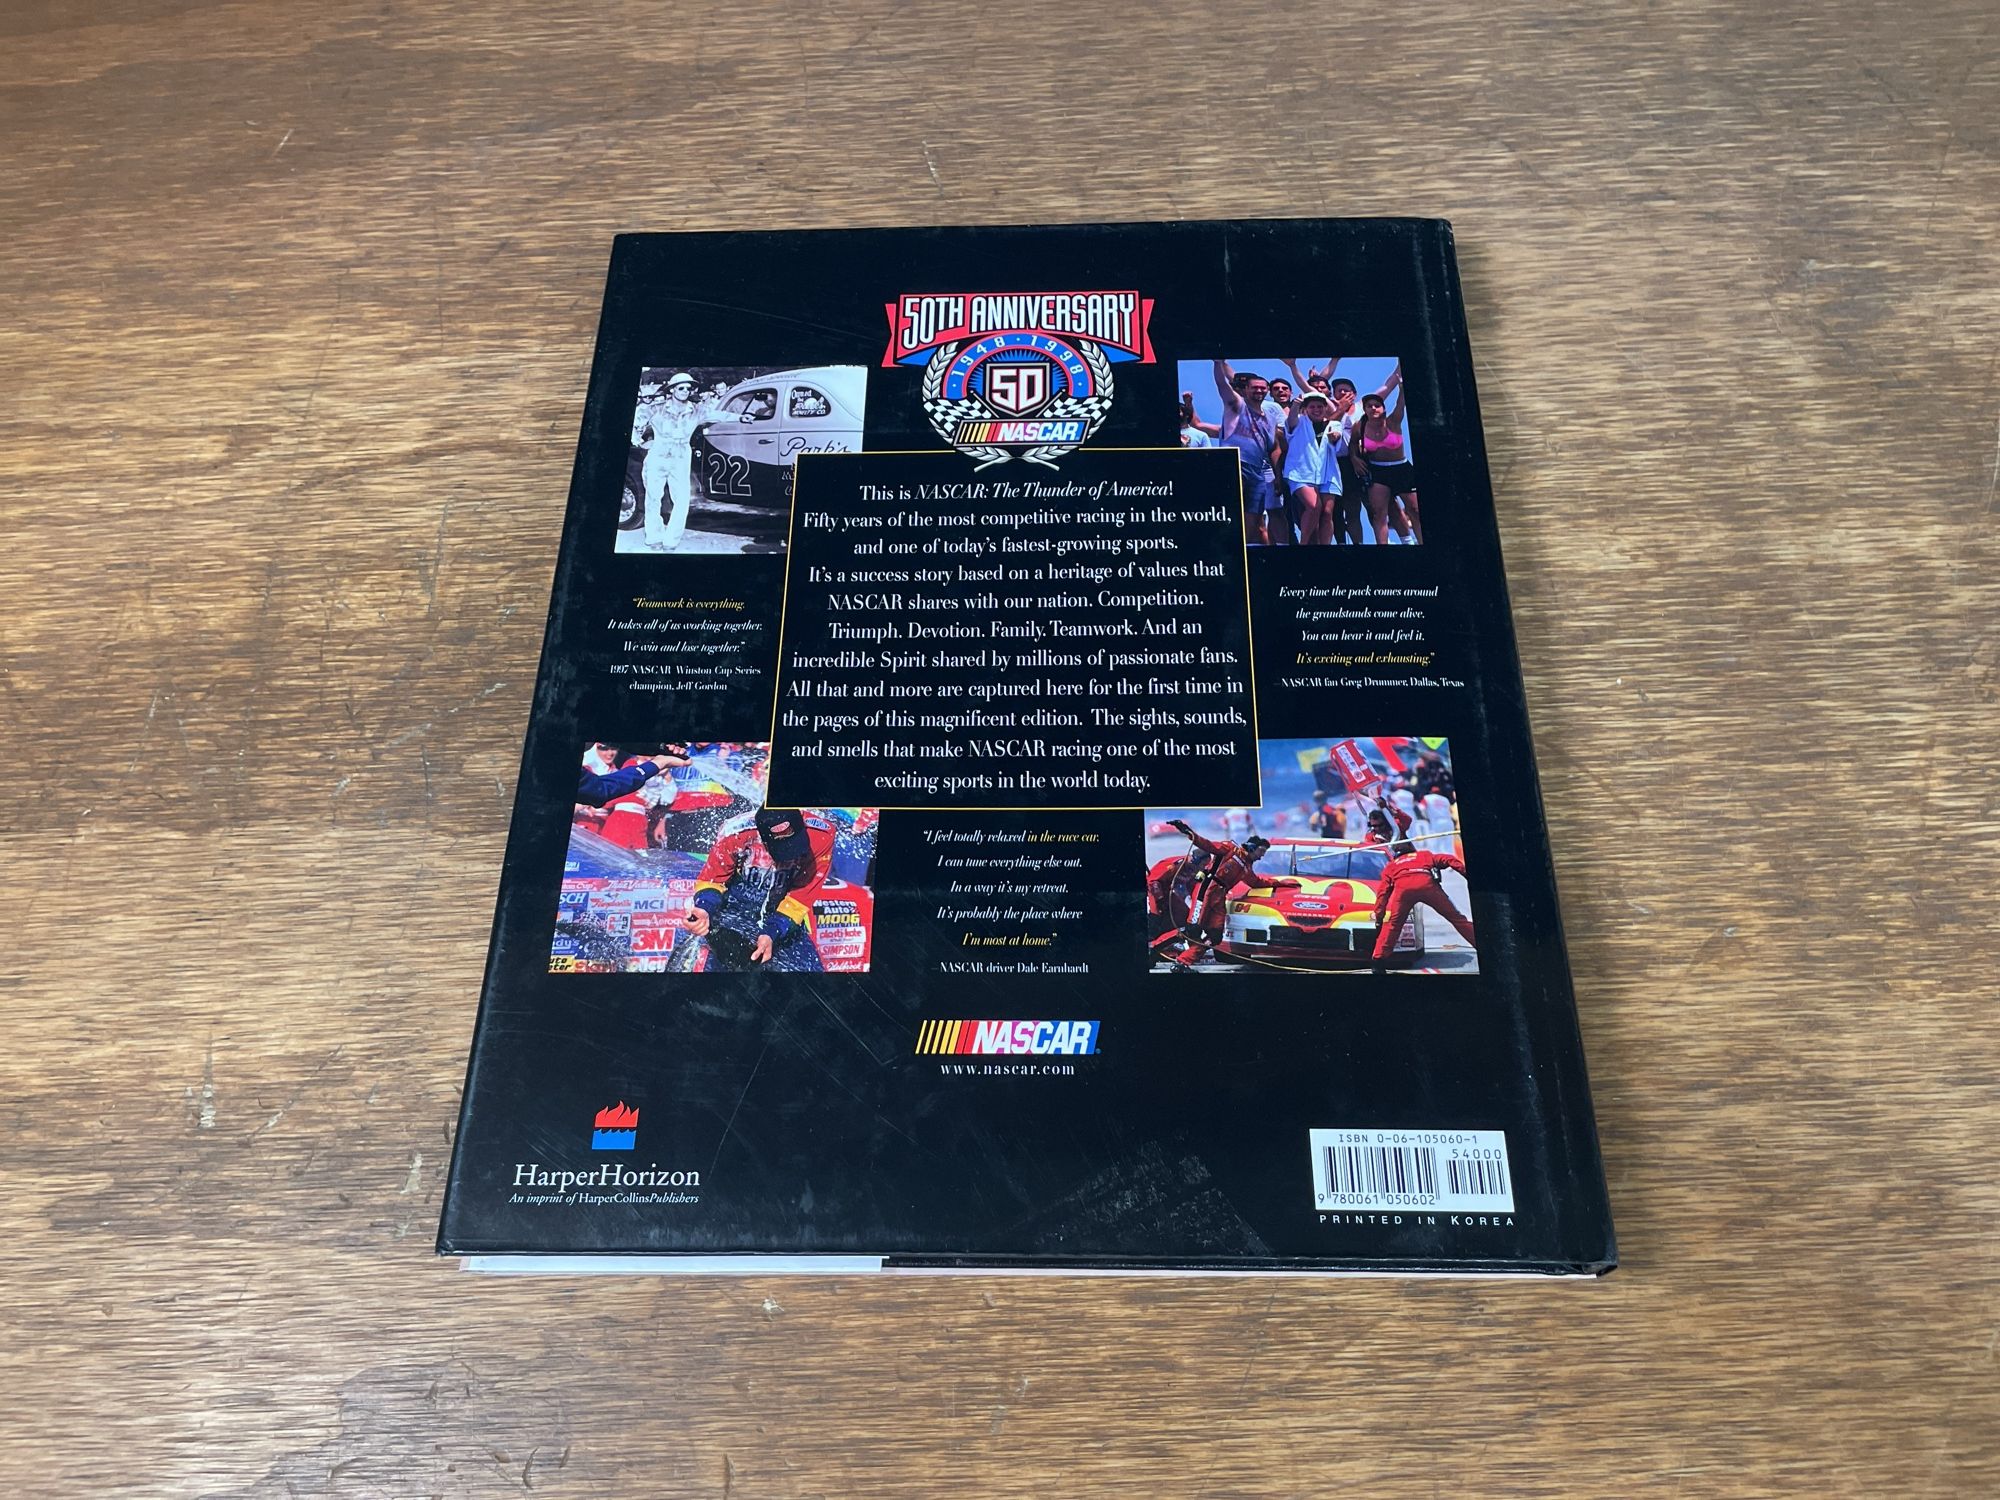 50TH ANNIVERSARY
1948 · 1998
50
NASCAR
Owned
22
Park's
This is NASCAR: The Thunder of America!
Fifty years of the most competitive racing in the world,
and one of today's fastest-growing sports.
It's a success story based on a heritage of values that
NASCAR shares with our nation. Competition.
Triumph. Devotion. Family. Teamwork. And an
incredible Spirit shared by millions of passionate fans.
All that and more are captured here for the first time in
the pages of this magnificent edition. The sights, sounds,
and smells that make NASCAR racing one of the most
exciting sports in the world today.
"Teamwork is everything.
It takes all of us working together.
We win and lose together."
1997 NASCAR Winston Cup Series
champion, Jeff Gordon
Every time the pack comes around
the grandstands come alive.
You can hear it and feel it.
It's exciting and exhausting."
—NASCAR fan Greg Drummer, Dallas, Texas
MCI
3M
Western
Auto
MOOG
plasti-kote
SIMPSON
Edelbrock
"I feel totally relaxed in the race car.
I can tune everything else out.
In a way it's my retreat.
It's probably the place where
I'm most at home."
—NASCAR driver Dale Earnhardt
94
Ford
NASCAR
www.nascar.com
HarperHorizon
An imprint of HarperCollinsPublishers
ISBN 0-06-105060-1
54000
9 780061 050602
PRINTED IN KOREA